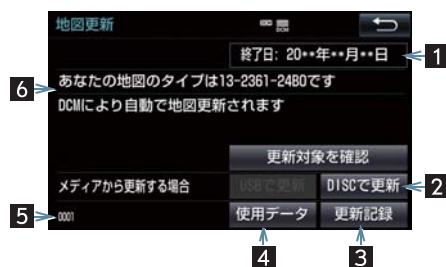 地図更新
DCM
終了日: 20**年**月**日
1
あなたの地図のタイプは13-2361-24B0です
6
DCMにより自動で地図更新されます
更新対象を確認
メディアから更新する場合
USBで更新
DISCで更新
2
5
0001
使用データ
更新記録
4
3